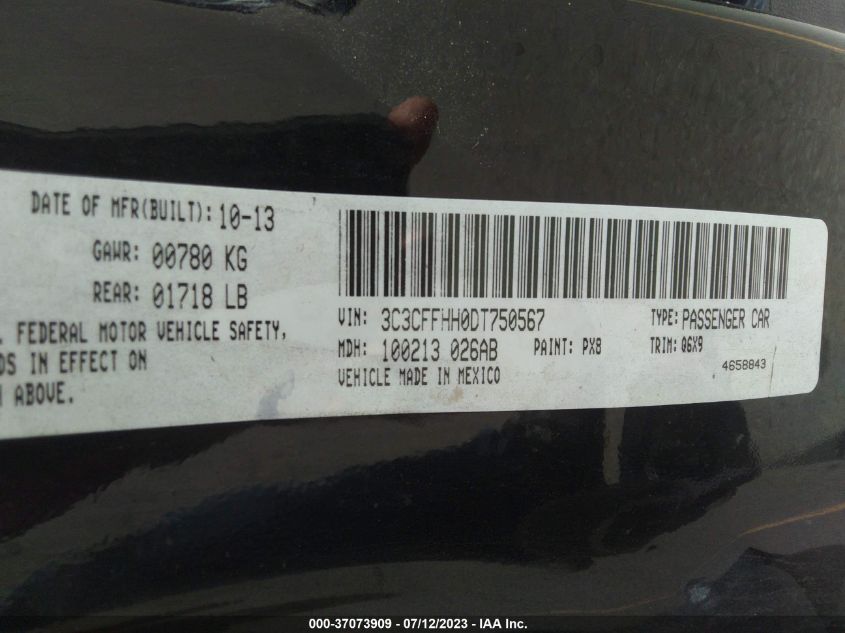 DATE OF MFR(BUILT): 10-13
GAWR: 00780 KG
REAR: 01718 LB
. FEDERAL MOTOR VEHICLE SAFETY,
DS IN EFFECT ON
ABOVE.
VIN: 3C3CFFHH0DT750567 TYPE: PASSENGER CAR
MDH: 100213 026AB PAINT: PX8 TRIM: Q6X9
VEHICLE MADE IN MEXICO 4658843
000-37073909 - 07/12/2023 - IAA Inc.